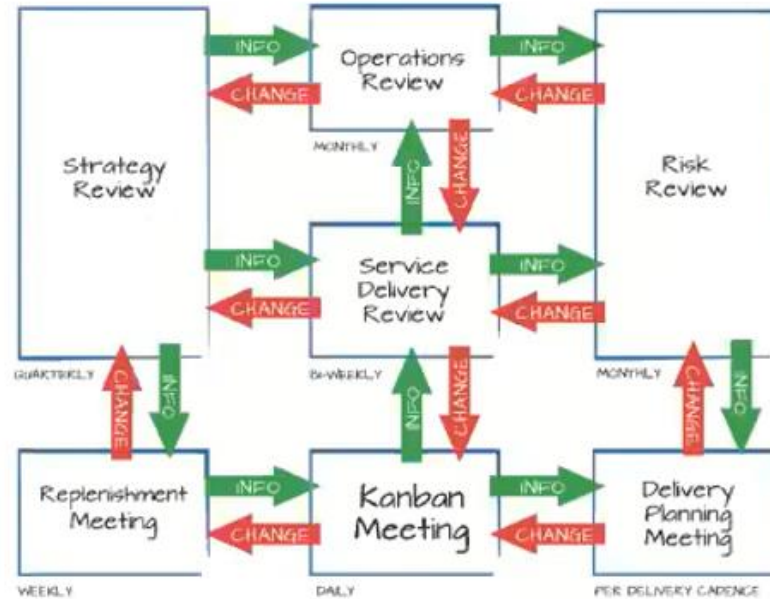 INFO
Operations
Review
INFO
CHANGE
CHANGE
MONTHLY
Strategy
Review
INFO
CHANGE
Risk
Review
INFO
Service
Delivery
Review
INFO
CHANGE
CHANGE
QUARTERLY
BI-WEEKLY
MONTHLY
CHANGE
INFO
INFO
CHANGE
CHANGE
INFO
Replenishment
Meeting
INFO
Kanban
Meeting
INFO
Delivery
Planning
Meeting
CHANGE
CHANGE
WEEKLY
DAILY
PER DELIVERY CADENCE